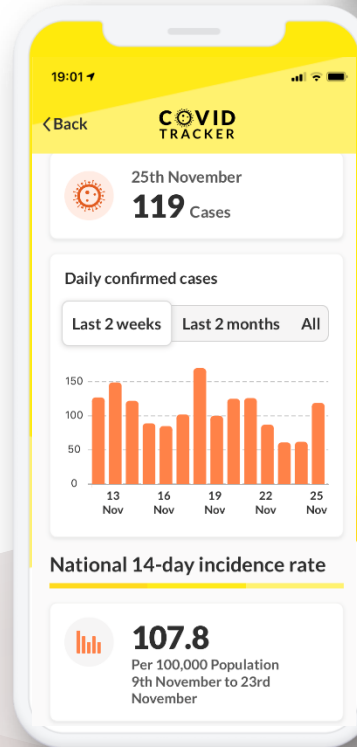 19:01
Back
COVID
TRACKER
25th November
119 Cases
Daily confirmed cases
Last 2 weeks Last 2 months All
150
100
50
0
13 16 19 22 25
Nov Nov Nov Nov Nov
National 14-day incidence rate
107.8
Per 100,000 Population
9th November to 23rd
November